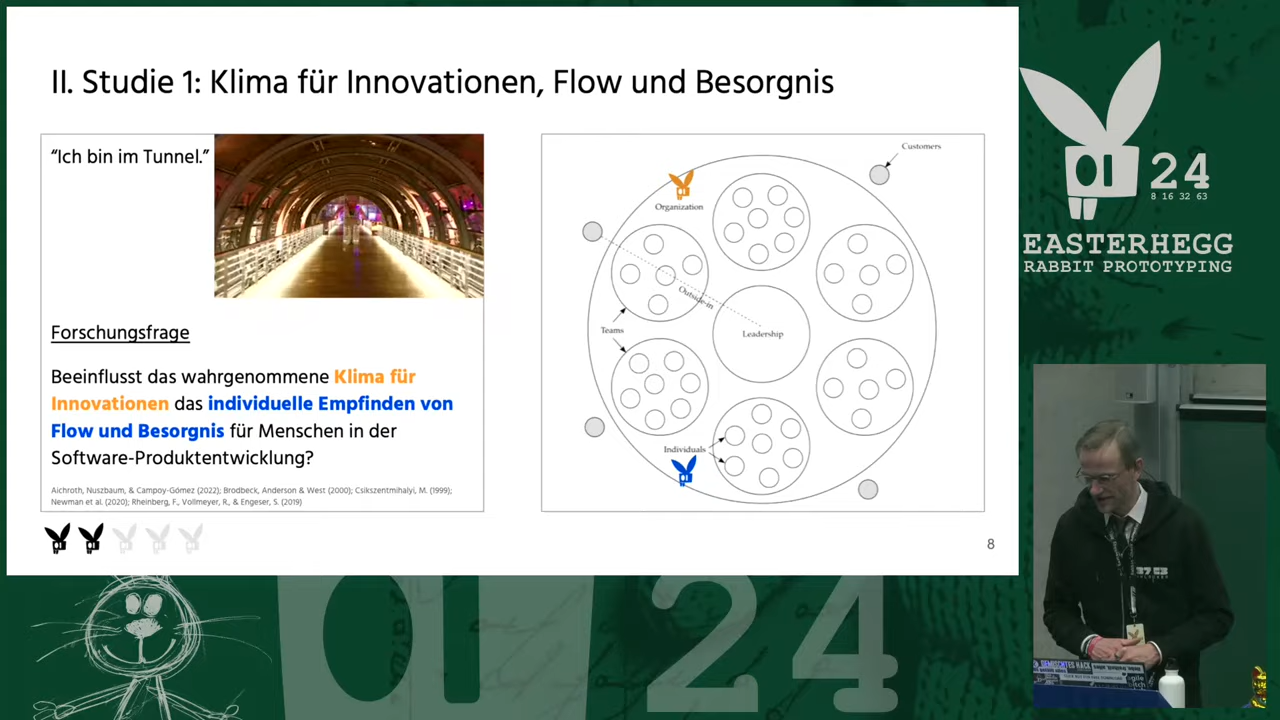 II. Studie 1: Klima für Innovationen, Flow und Besorgnis
“Ich bin im Tunnel.”
Forschungsfrage
Beeinflusst das wahrgenommene Klima für
Innovationen das individuelle Empfinden von
Flow und Besorgnis für Menschen in der
Software-Produktentwicklung?
Aichroth, Nuszbaum, & Campoy-Gómez (2022); Brodbeck, Anderson & West (2000); Csikszentmihalyi, M. (1999);
Newman et al. (2020); Rheinberg, F., Vollmeyer, R., & Engeser, S. (2019)
Customers
Organization
Outside-in
Teams
Leadership
Individuals
8
24
8 16 32 63
EASTERHEGG
RABBIT PROTOTYPING
24